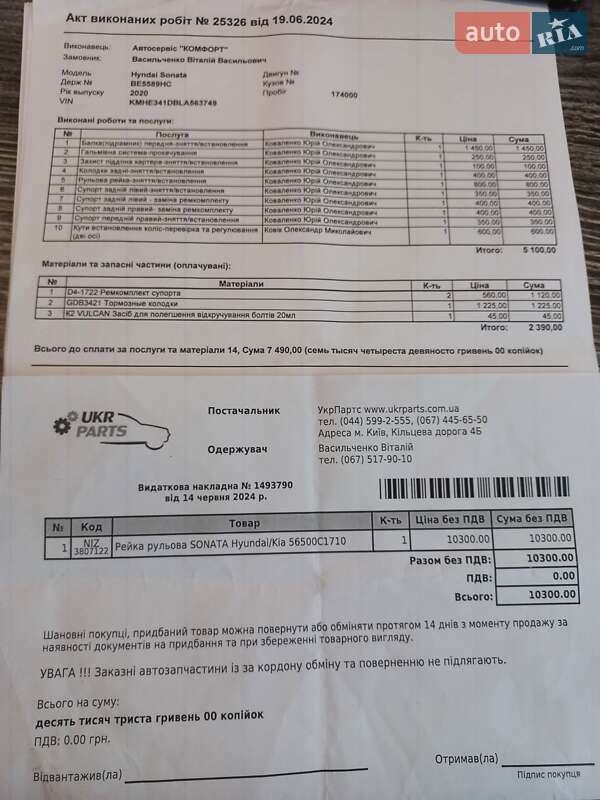 auto RIA.com
Акт виконаних робіт № 25326 від 19.06.2024
Виконавець: Автосервіс "КОМФОРТ"
Замовник: Васильченко Віталій Васильович
Модель Hyndai Sonata Двигун №
Держ № ВЕ5589НС Кузов №
Рік випуску 2020 Пробіг 174000
VIN KMHE341DBLA563749
Виконані роботи та послуги:
№ Послуга Виконавець К-ть Ціна Сума
1 Балка(підрамник) передня-зняття/встановлення Коваленко Юрій Олександрович 1 1 450,00 1 450,00
2 Гальмівна система-прокачування Коваленко Юрій Олександрович 1 250,00 250,00
3 Захист піддона картера-зняття/встановлення Коваленко Юрій Олександрович 1 100,00 100,00
4 Колодки задні-зняття/встановлення Коваленко Юрій Олександрович 1 400,00 400,00
5 Рульова рейка-зняття/встановлення Коваленко Юрій Олександрович 1 800,00 800,00
6 Супорт задній лівий-зняття/встановлення Коваленко Юрій Олександрович 1 350,00 350,00
7 Супорт задній лівий - заміна ремкомплекту Коваленко Юрій Олександрович 1 400,00 400,00
8 Супорт задній правий- заміна ремкомплекту Коваленко Юрій Олександрович 1 400,00 400,00
9 Супорт передній правий-зняття/встановлення Коваленко Юрій Олександрович 1 350,00 350,00
10 Кути встановлення коліс-перевірка та регулювання Ковік Олександр Миколайович 1 600,00 600,00
(дві осі)
Итого: 5 100,00
Матеріали та запасні частини (оплачувані):
№ Матеріали К-ть Ціна Сума
1 D4-1722 Ремкомплект супорта 2 560,00 1 120,00
2 GDB3421 Тормозные колодки 1 1 225,00 1 225,00
3 K2 VULCAN Засіб для полегшення відкручування болтів 20мл 1 45,00 45,00
Итого: 2 390,00
Всього до сплати за послуги та матеріали 14, Сума 7 490,00 (семь тысяч четыреста девяносто гривень 00 копійок)
UKR PARTS
Постачальник УкрПартс www.ukrparts.com.ua
тел. (044) 599-2-555, (067) 445-65-50
Адреса м. Київ, Кільцева дорога 4Б
Одержувач Васильченко Віталій
тел. (067) 517-90-10
Видаткова накладна № 1493790
від 14 червня 2024 р.
№ Код Товар К-ть Ціна без ПДВ Сума без ПДВ
1 NIZ 3807122 Рейка рульова SONATA Hyundai/Kia 56500C1710 1 10300.00 10300.00
Разом без ПДВ: 10300.00
ПДВ: 0.00
Всього: 10300.00
Шановні покупці, придбаний товар можна повернути або обміняти протягом 14 днів з моменту продажу за
наявності документів на придбання та при збереженні товарного вигляду.
УВАГА !!! Заказні автозапчастини із за кордону обміну та поверненню не підлягають.
Всього на суму:
десять тисяч триста гривень 00 копійок
ПДВ: 0.00 грн.
Відвантажив(ла) Отримав(ла)
Підпис покупця